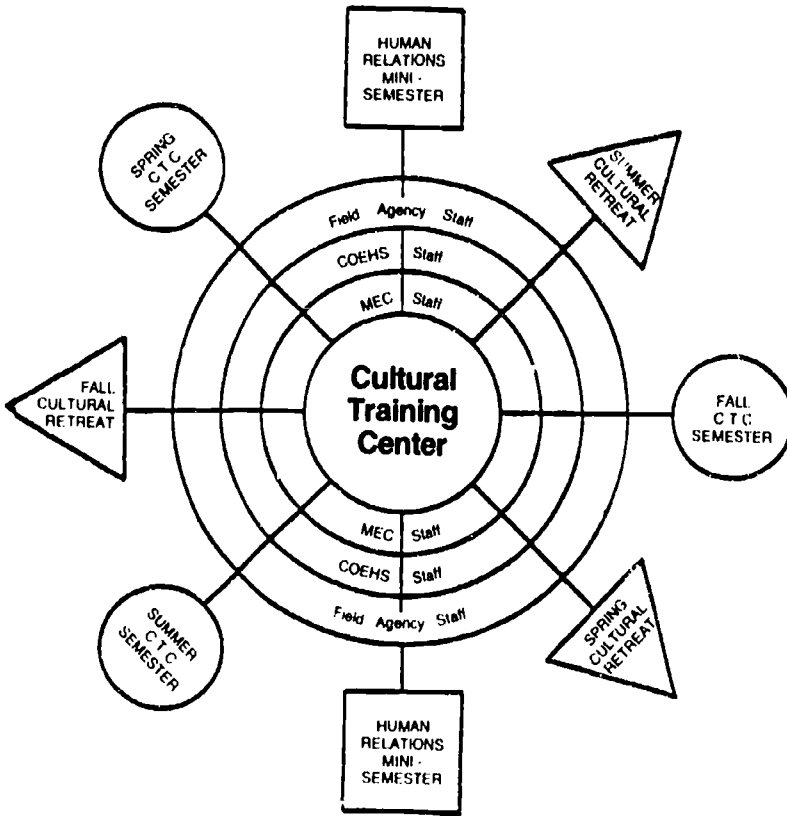 HUMAN
RELATIONS
MINI -
SEMESTER
SPRING
C T C
SEMESTER
SUMMER
CULTURAL
RETREAT
Field Agency Staff
COEHS Staff
MEC Staff
Cultural
Training
Center
FALL
CULTURAL
RETREAT
FALL
C T C
SEMESTER
MEC Staff
COEHS Staff
Field Agency Staff
SUMMER
C T C
SEMESTER
SPRING
CULTURAL
RETREAT
HUMAN
RELATIONS
MINI -
SEMESTER